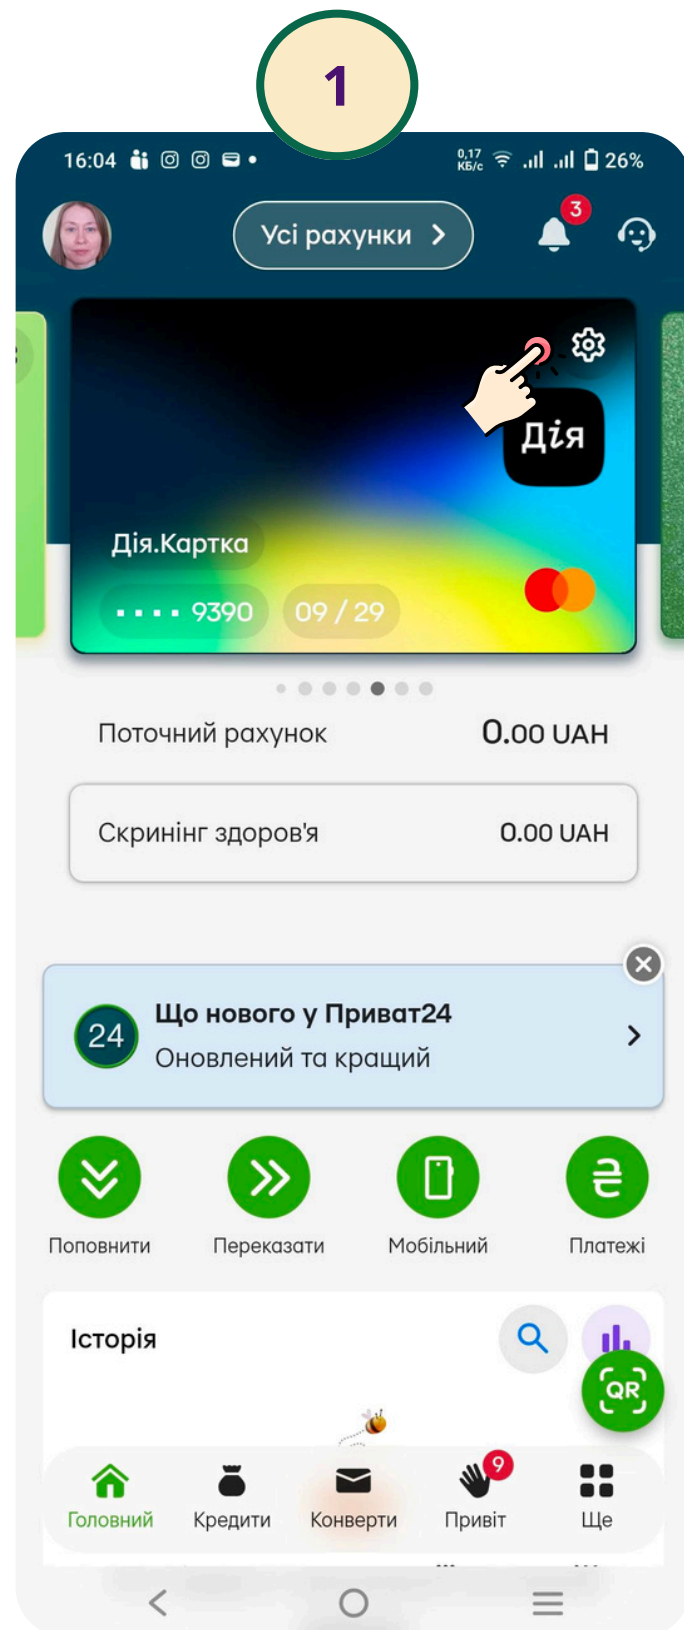 1
16:04
0,17
КБ/с
26%
Усі рахунки
3
Дія
Дія.Картка
9390 09 / 29
Поточний рахунок 0.00 UAH
Скринінг здоров'я 0.00 UAH
24
Що нового у Приват24
Оновлений та кращий
Поповнити Переказати Мобільний Платежі
Історія
QR
9
Головний Кредити Конверти Привіт Ще